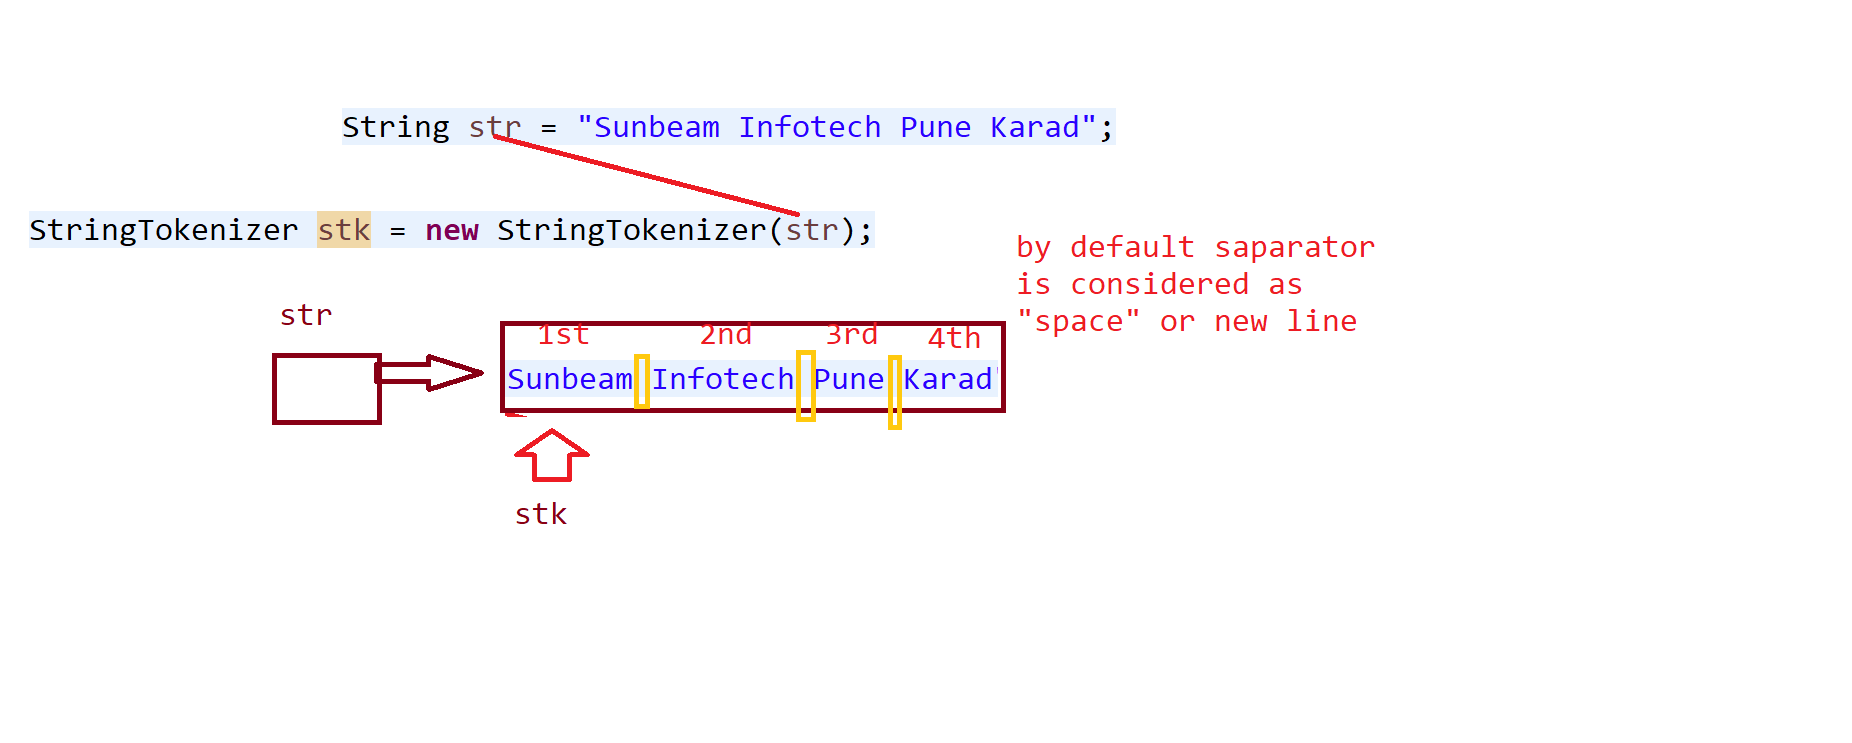 String str = "Sunbeam Infotech Pune Karad";
StringTokenizer stk = new StringTokenizer(str);
by default saparator
is considered as
"space" or new line
str
1st 2nd 3rd 4th
Sunbeam Infotech Pune Karad"
stk